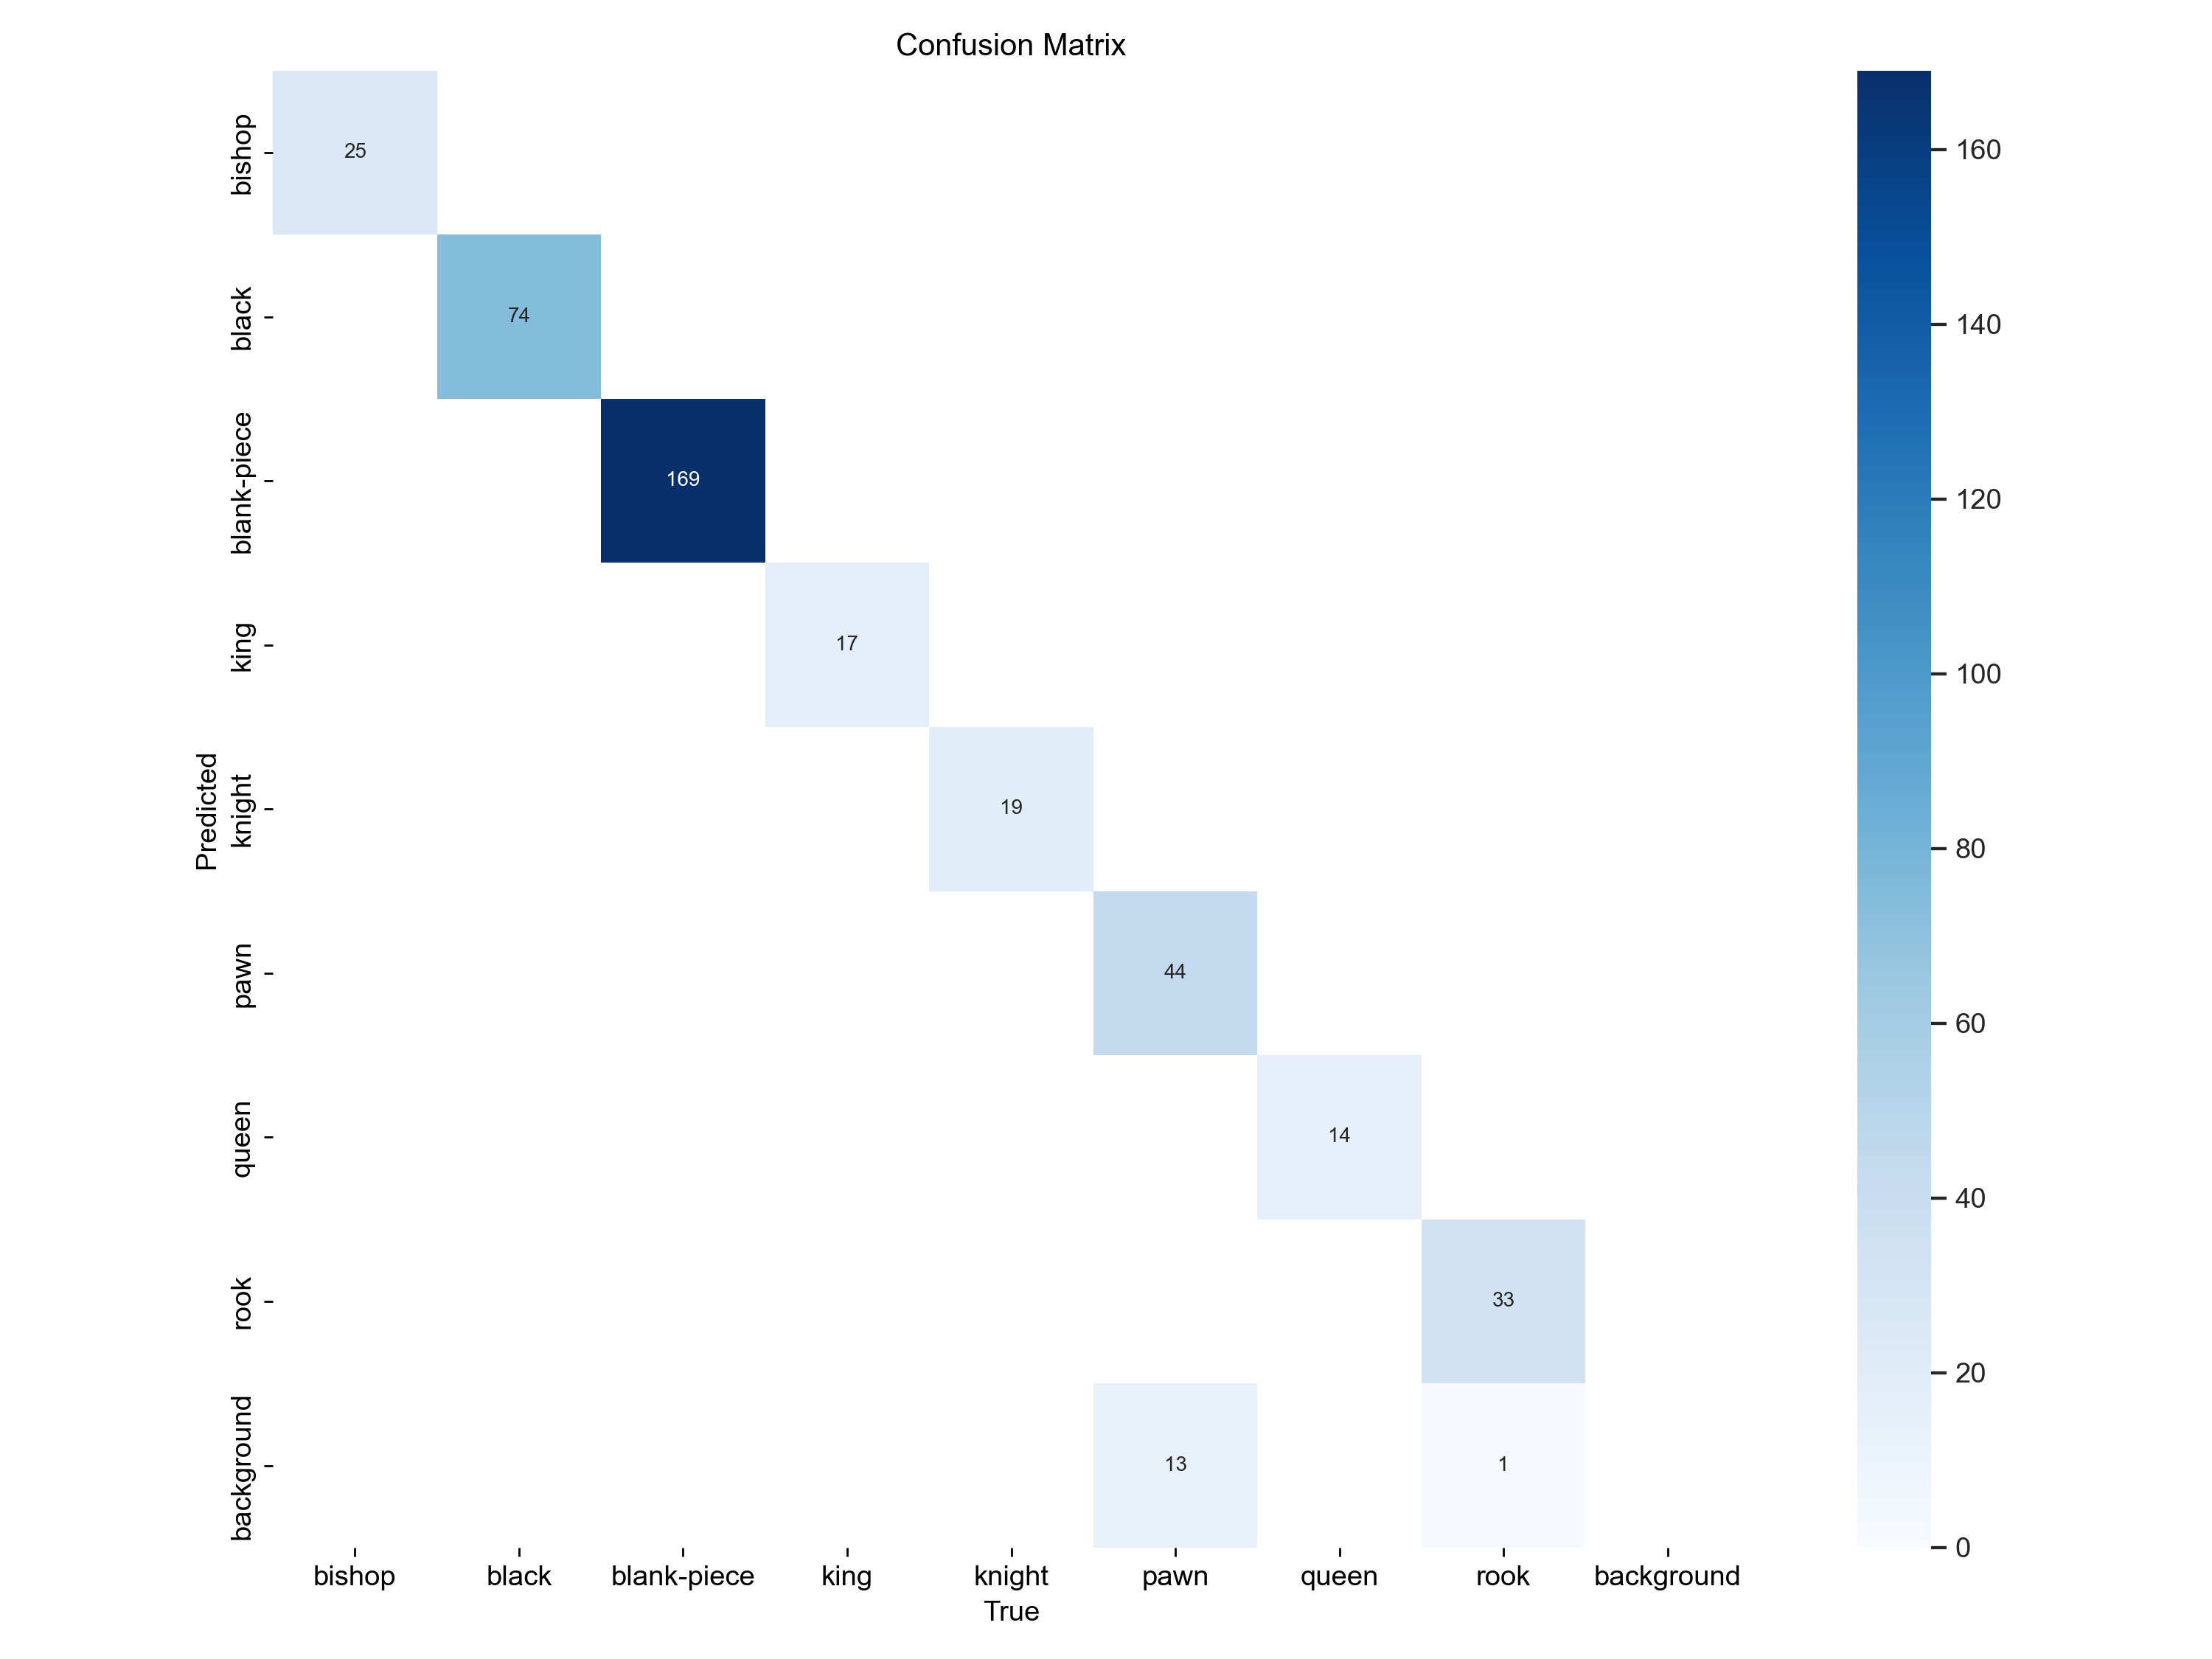 Confusion Matrix
Predicted
bishop
black
blank-piece
king
knight
pawn
queen
rook
background
25
74
169
17
19
44
14
33
13
1
bishop black blank-piece king knight pawn queen rook background
True
160
140
120
100
80
60
40
20
0